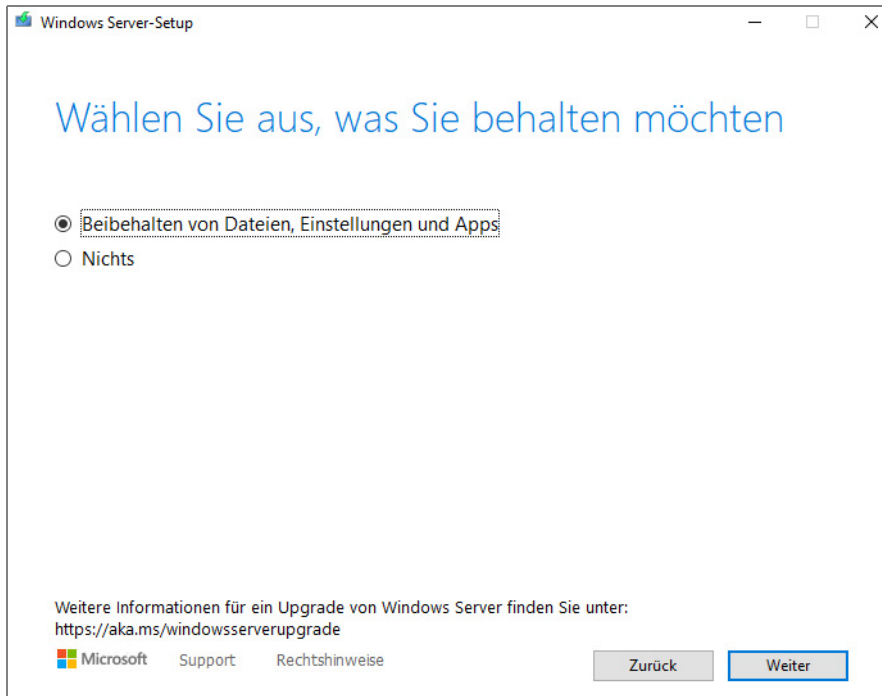 Windows Server-Setup
Wählen Sie aus, was Sie behalten möchten
Beibehalten von Dateien, Einstellungen und Apps
Nichts
Weitere Informationen für ein Upgrade von Windows Server finden Sie unter:
https://aka.ms/windowsserverupgrade
Microsoft Support Rechtshinweise Zurück Weiter